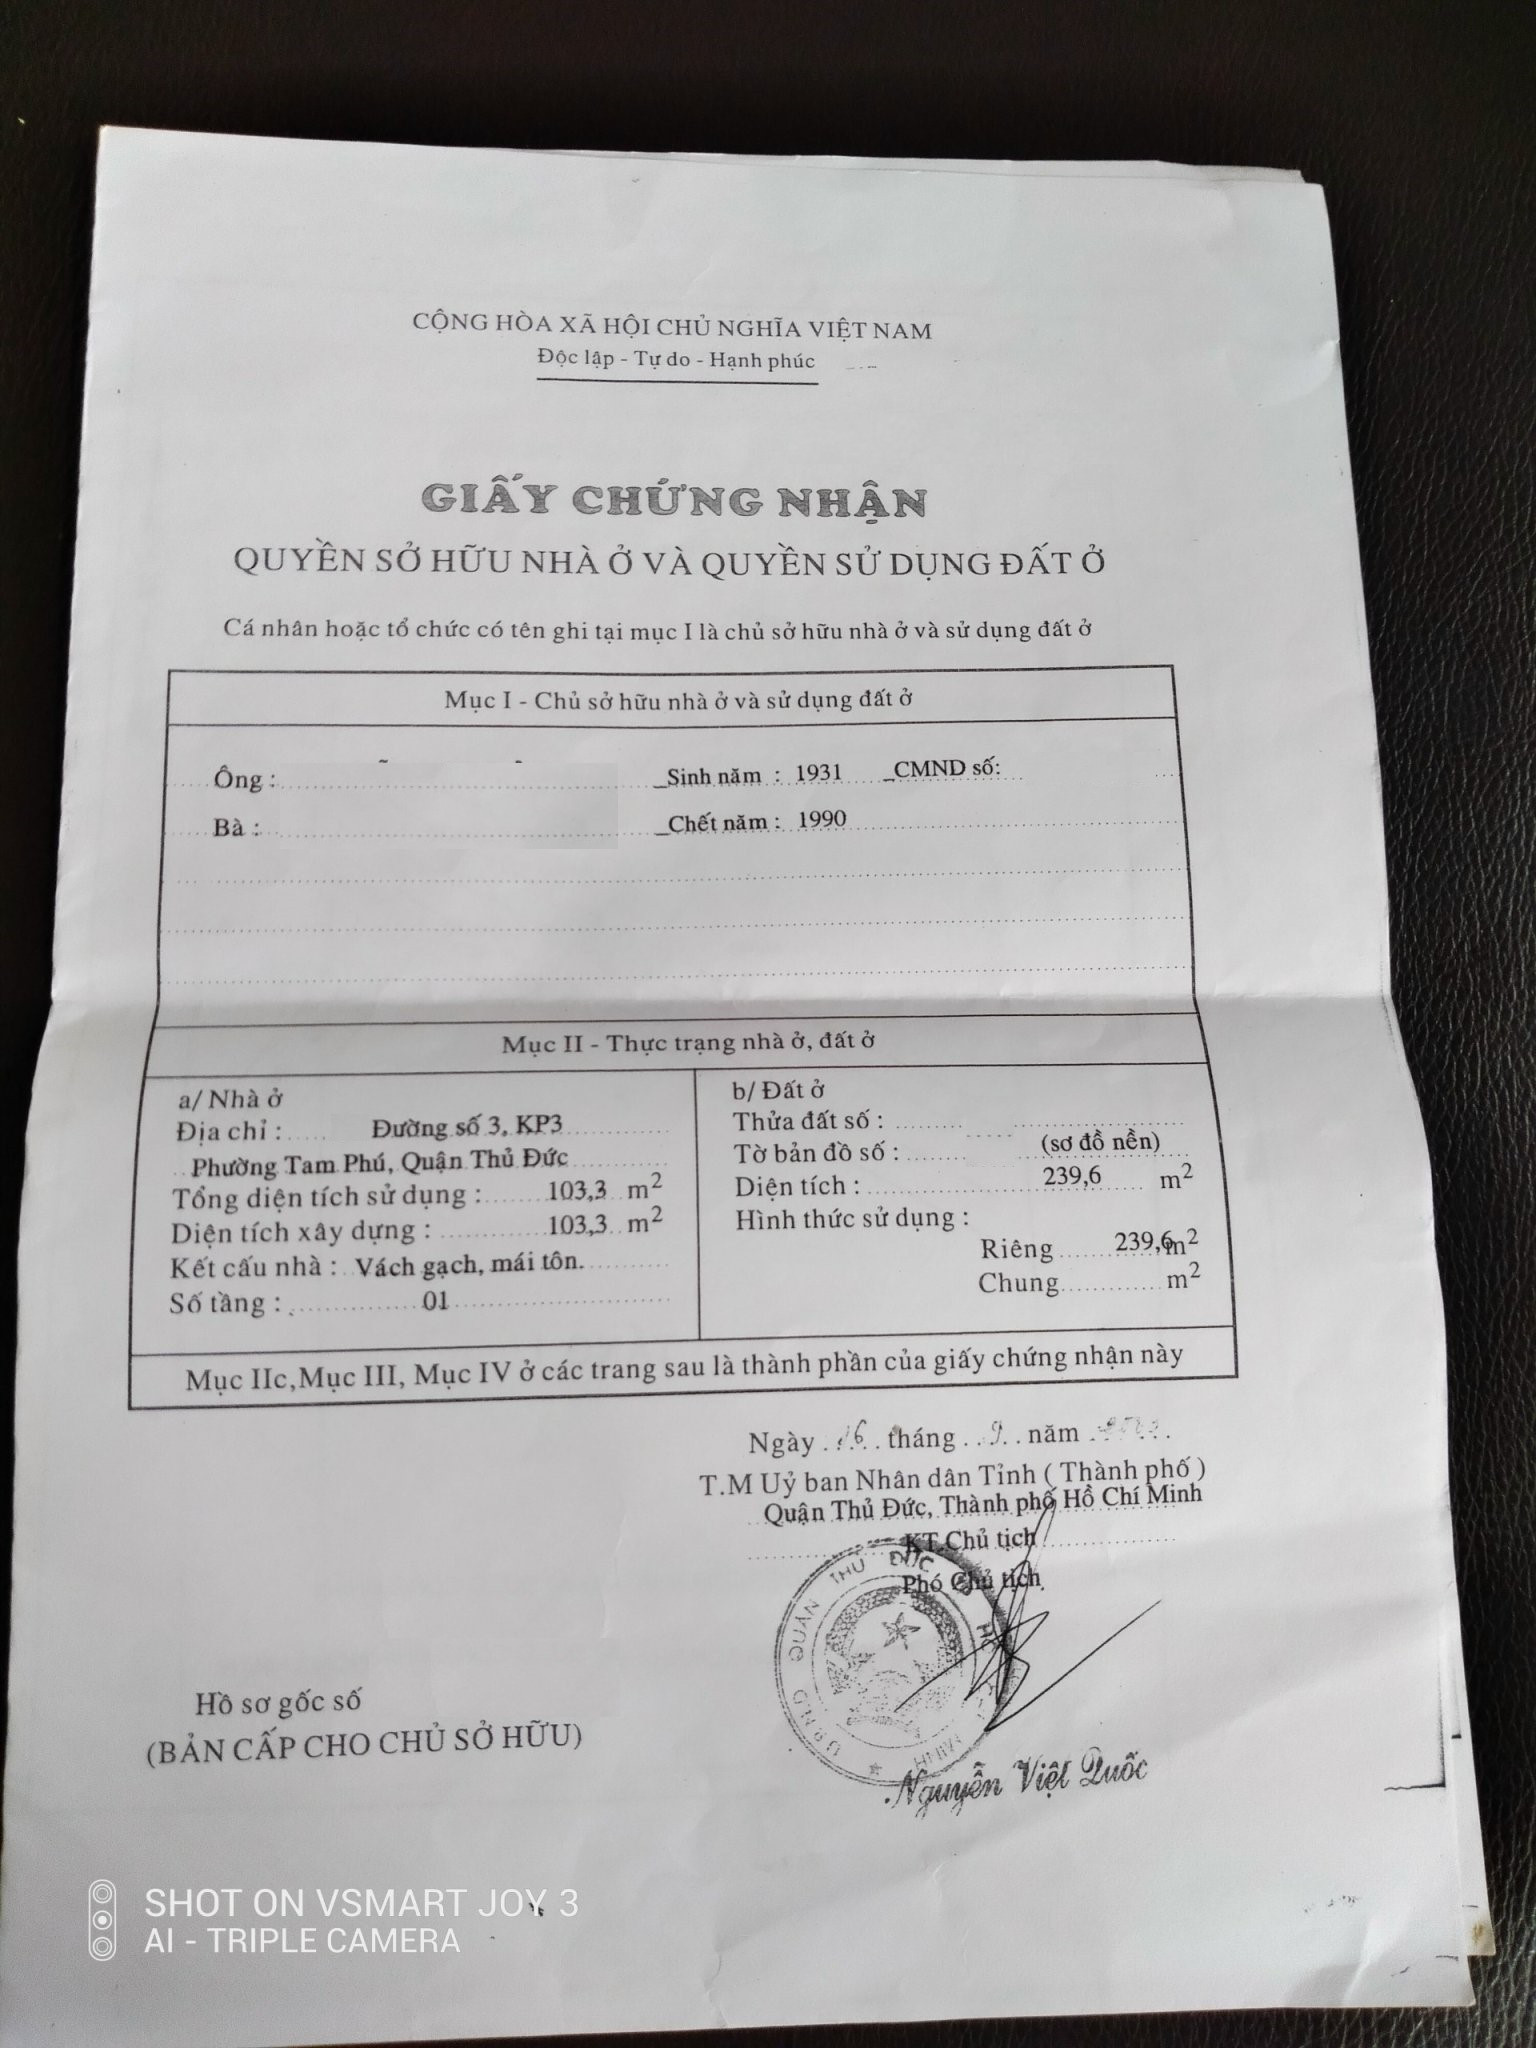 CỘNG HÒA XÃ HỘI CHỦ NGHĨA VIỆT NAM
Độc lập - Tự do - Hạnh phúc
GIẤY CHỨNG NHẬN
QUYỀN SỞ HỮU NHÀ Ở VÀ QUYỀN SỬ DỤNG ĐẤT Ở
Cá nhân hoặc tổ chức có tên ghi tại mục I là chủ sở hữu nhà ở và sử dụng đất ở
Mục I - Chủ sở hữu nhà ở và sử dụng đất ở
Ông : _Sinh năm : 1931 _CMND số:
Bà : _Chết năm : 1990
Mục II - Thực trạng nhà ở, đất ở
a/ Nhà ở
Địa chỉ : Đường số 3, KP3
Phường Tam Phú, Quận Thủ Đức
Tổng diện tích sử dụng : 103,3 m2
Diện tích xây dựng : 103,3 m2
Kết cấu nhà : Vách gạch, mái tôn.
Số tầng : 01
b/ Đất ở
Thửa đất số :
Tờ bản đồ số : (sơ đồ nền)
Diện tích : 239,6 m2
Hình thức sử dụng :
Riêng 239,6 m2
Chung m2
Mục IIc, Mục III, Mục IV ở các trang sau là thành phần của giấy chứng nhận này
Ngày 16 tháng 9 năm
T.M Uỷ ban Nhân dân Tỉnh ( Thành phố )
Quận Thủ Đức, Thành phố Hồ Chí Minh
KT.Chủ tịch
Phó Chủ tịch
U.B.N.D QUẬN THỦ ĐỨC
Nguyễn Việt Quốc
Hồ sơ gốc số
(BẢN CẤP CHO CHỦ SỞ HỮU)
SHOT ON VSMART JOY 3
AI - TRIPLE CAMERA